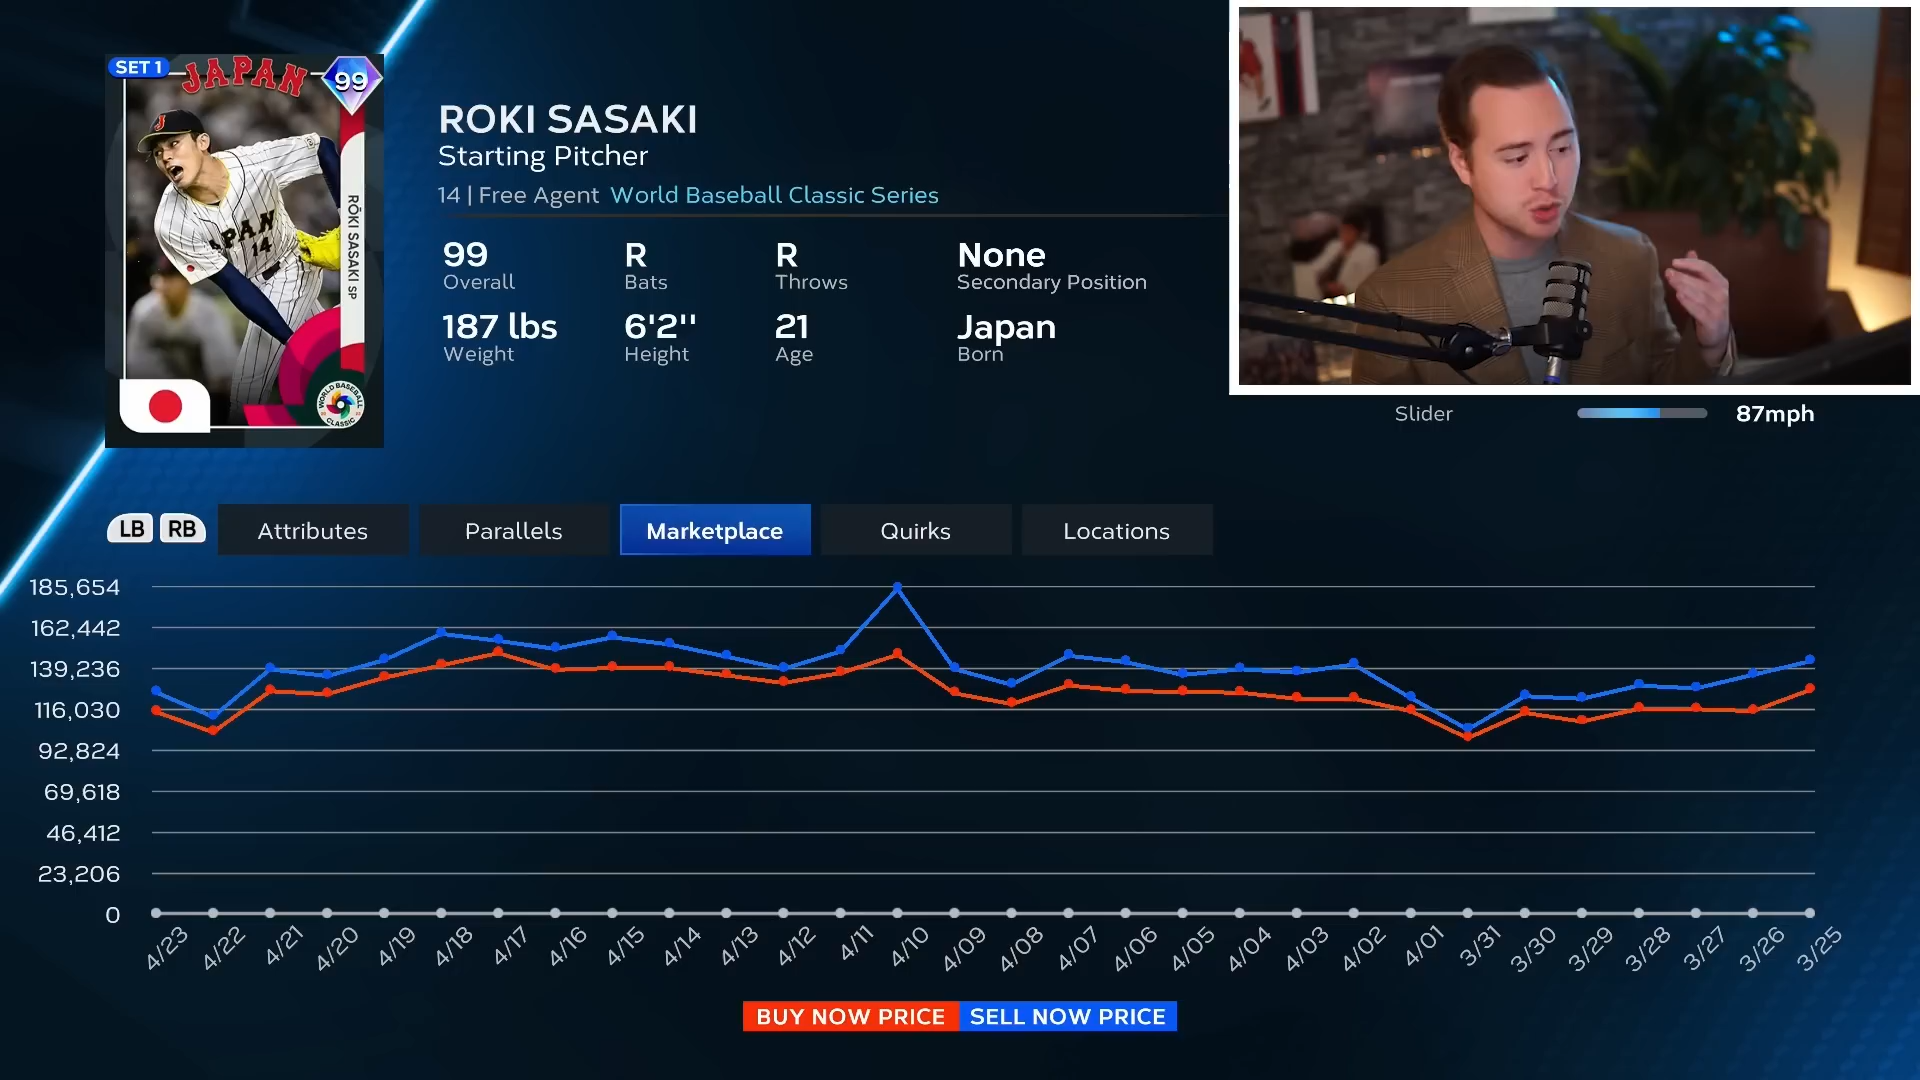 SET 1
JAPAN
99
J
JAPAN
14
RŌKI SASAKI SP
WORLD BASEBALL
CLASSIC
ROKI SASAKI
Starting Pitcher
14 | Free Agent World Baseball Classic Series
99 R R None
Overall Bats Throws Secondary Position
187 lbs 6'2'' 21 Japan
Weight Height Age Born
Slider 87mph
LB RB Attributes Parallels Marketplace Quirks Locations
185,654
162,442
139,236
116,030
92,824
69,618
46,412
23,206
0
4/23 4/22 4/21 4/20 4/19 4/18 4/17 4/16 4/15 4/14 4/13 4/12 4/11 4/10 4/09 4/08 4/07 4/06 4/05 4/04 4/03 4/02 4/01 3/31 3/30 3/29 3/28 3/27 3/26 3/25
BUY NOW PRICE SELL NOW PRICE